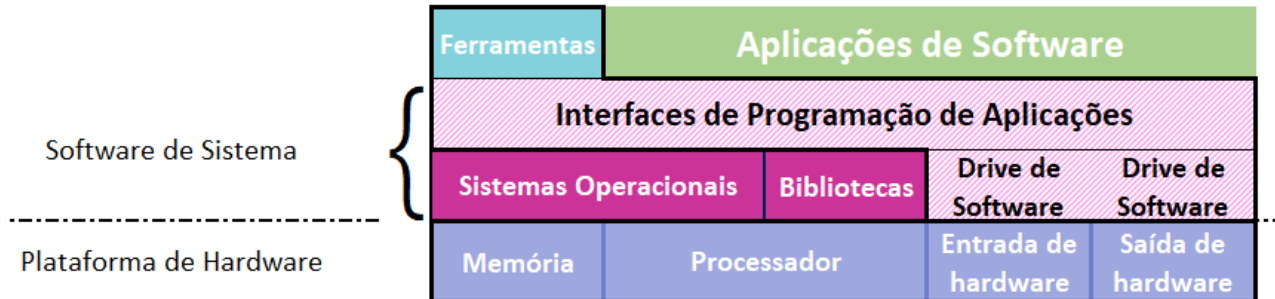 Ferramentas
Aplicações de Software
Interfaces de Programação de Aplicações
Software de Sistema
Sistemas Operacionais
Bibliotecas
Drive de
Software
Drive de
Software
Plataforma de Hardware
Memória
Processador
Entrada de
hardware
Saída de
hardware